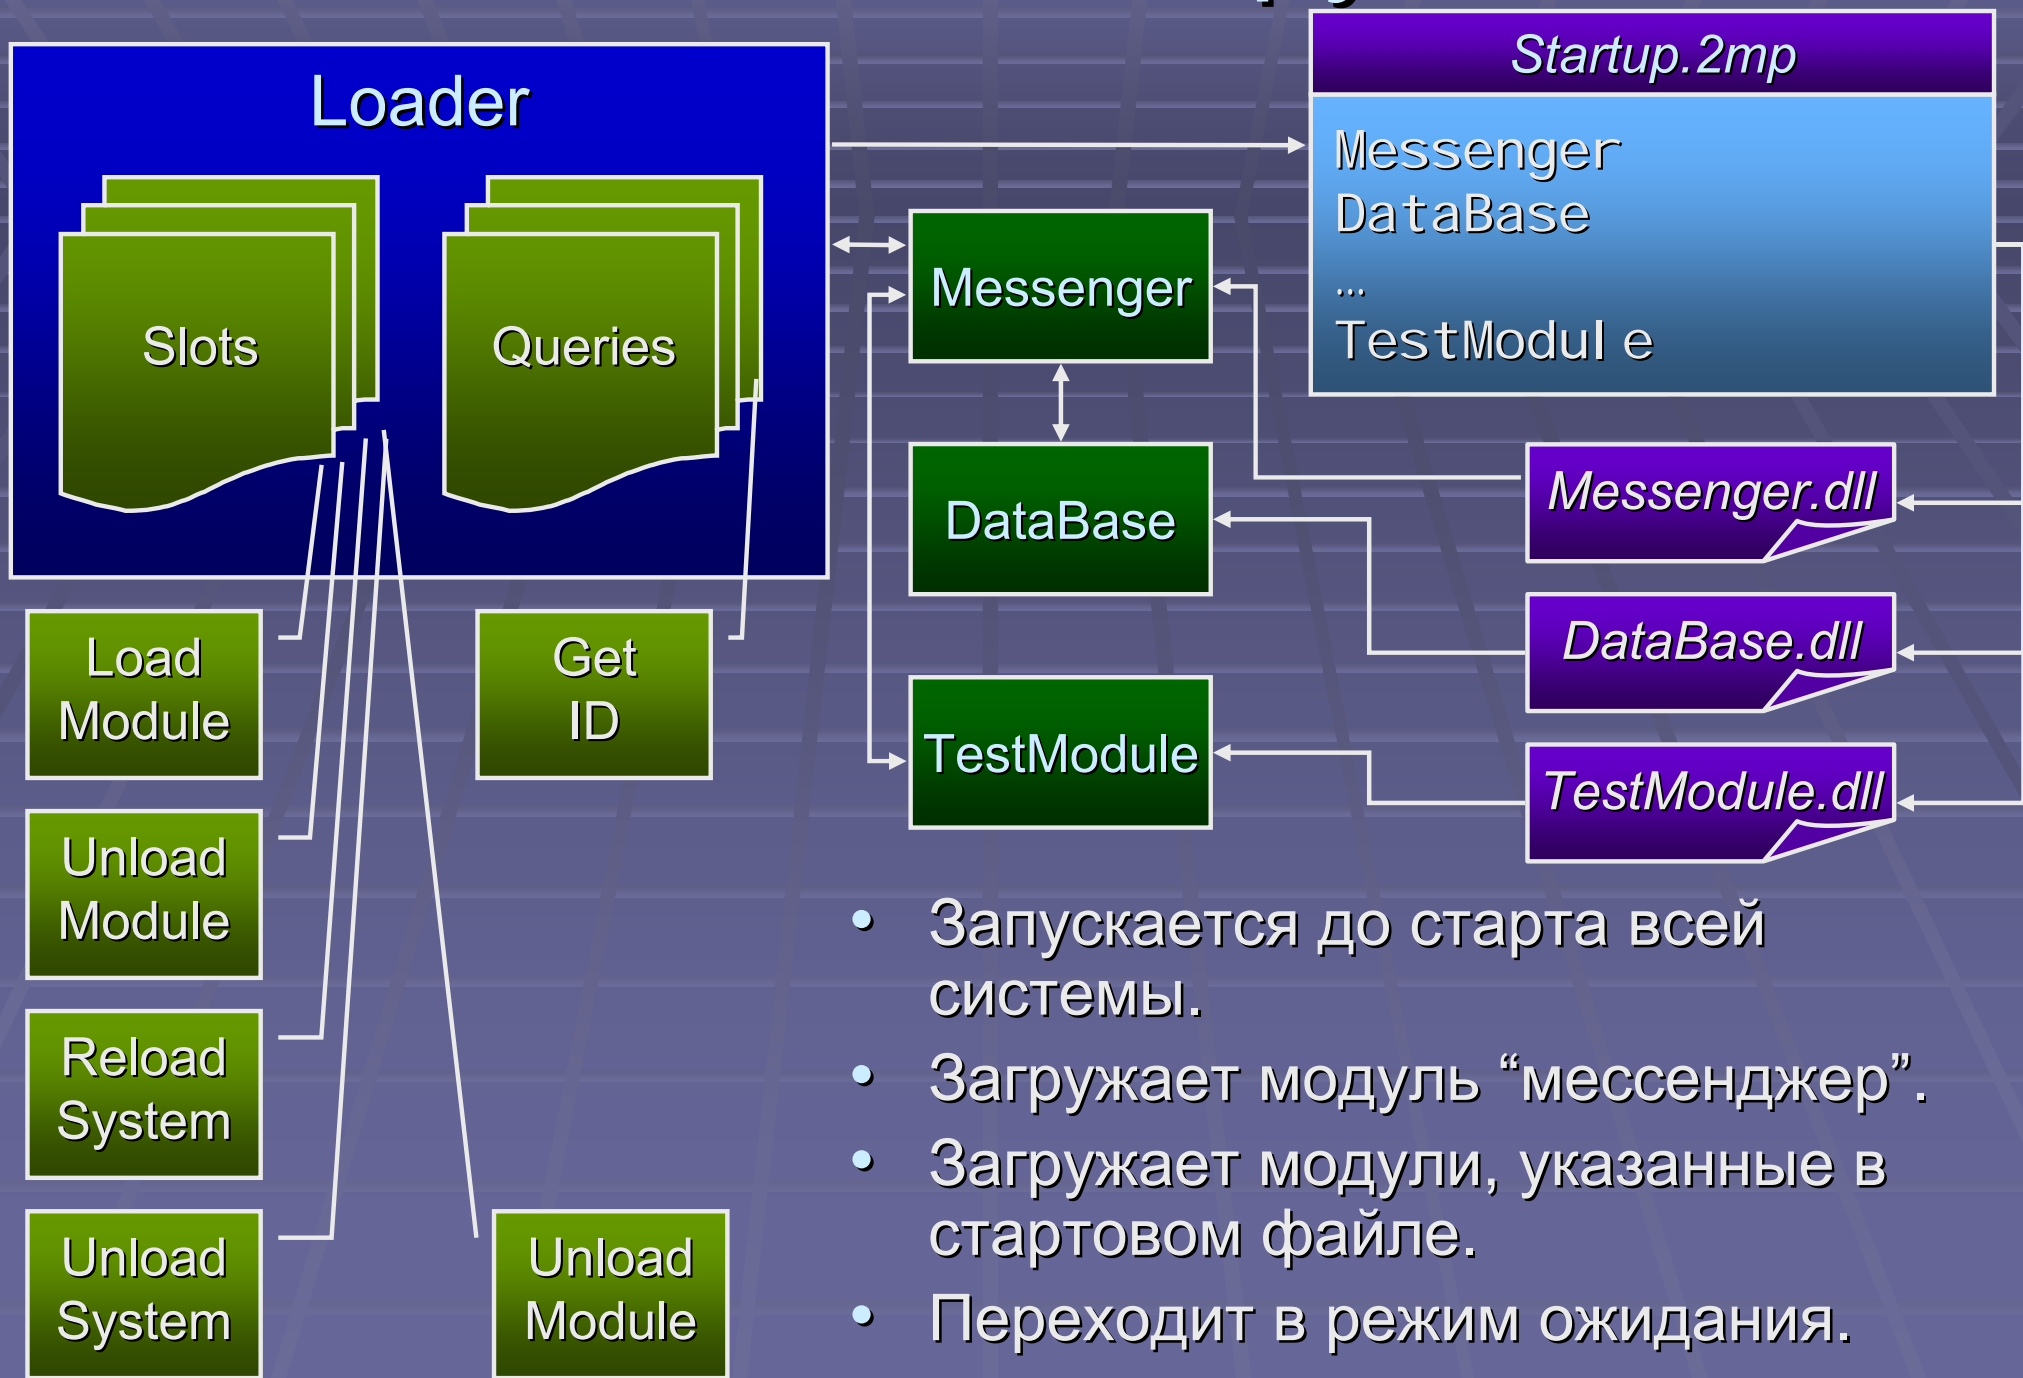 Startup.2mp
Loader
Messenger
DataBase
...
TestModule
Slots
Queries
Messenger
DataBase
TestModule
Messenger.dll
DataBase.dll
TestModule.dll
Load
Module
Get
ID
Unload
Module
Reload
System
Unload
System
Unload
Module
• Запускается до старта всей
системы.
• Загружает модуль “мессенджер”.
• Загружает модули, указанные в
стартовом файле.
• Переходит в режим ожидания.